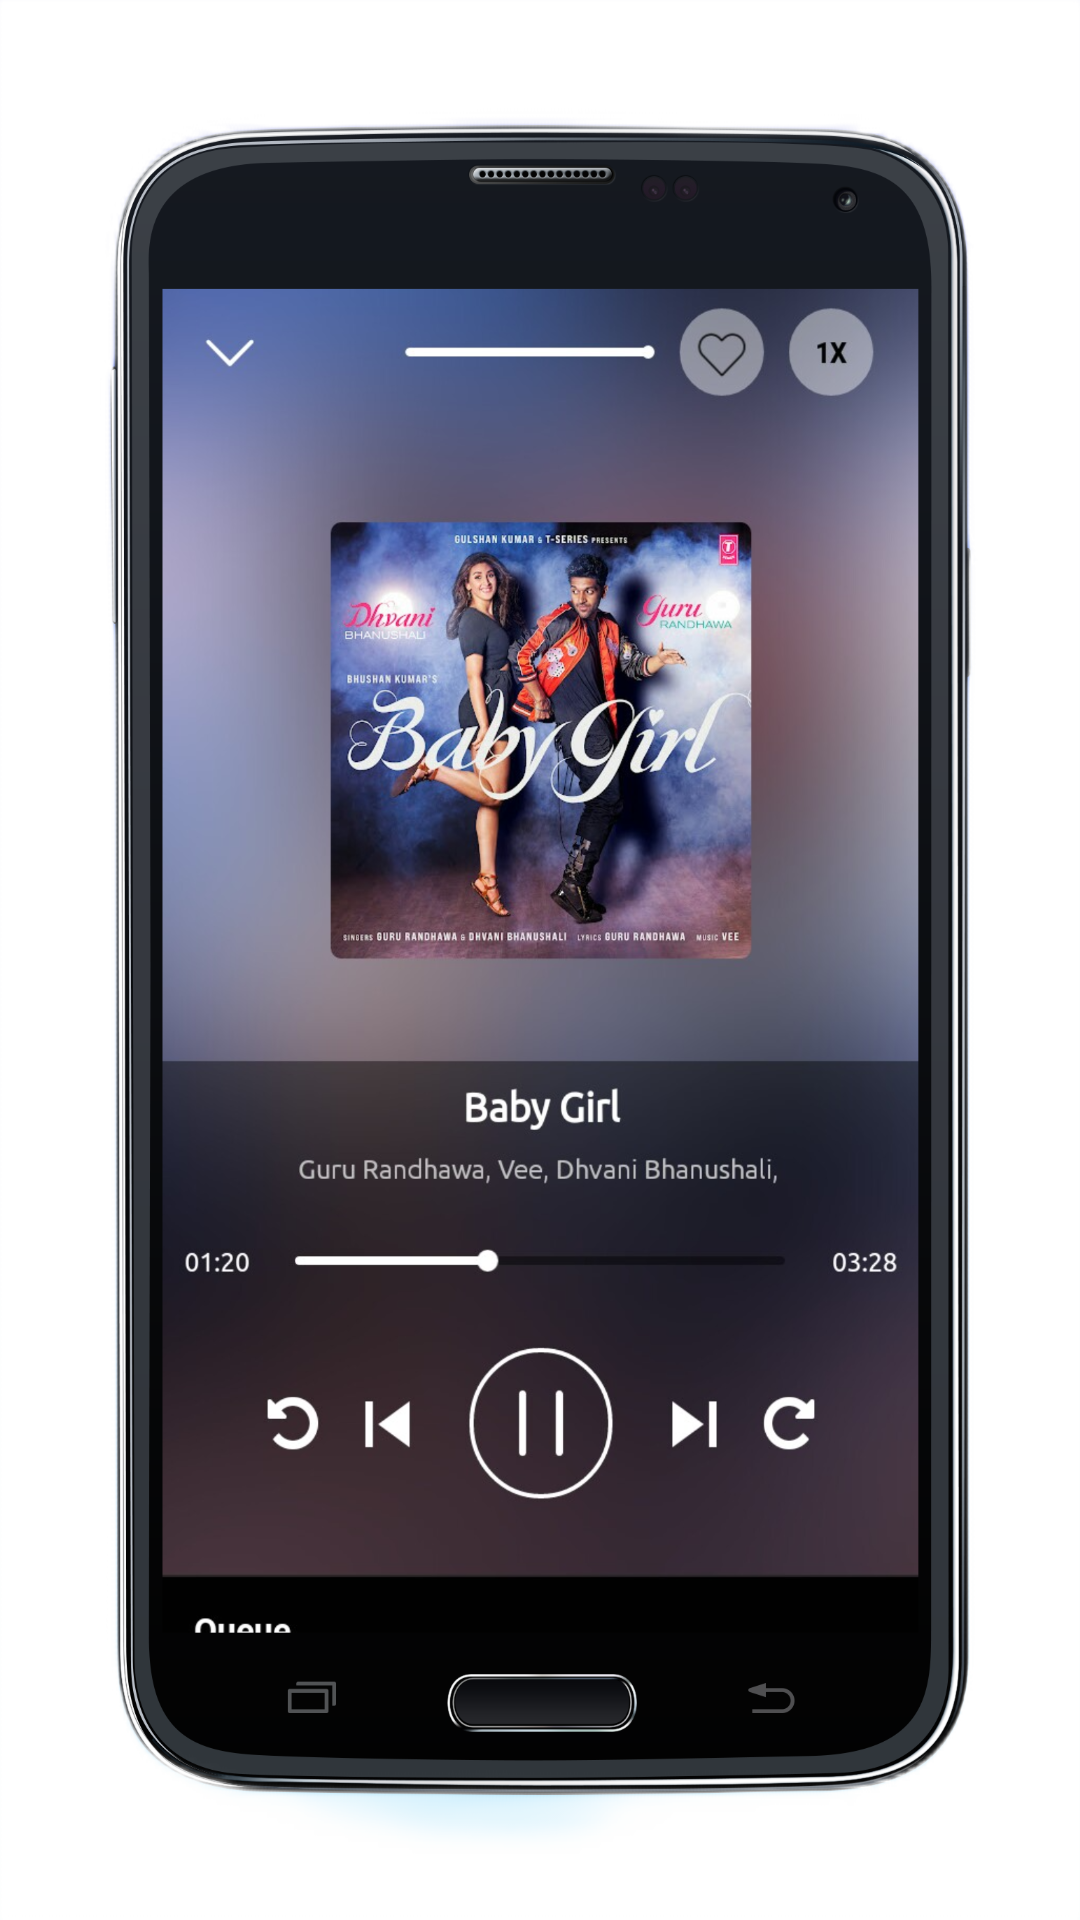 1X
GULSHAN KUMAR & T-SERIES PRESENTS
Dhvani
BHANUSHALI
Guru
RANDHAWA
BHUSHAN KUMAR'S
Baby Girl
SINGERS GURU RANDHAWA & DHVANI BHANUSHALI LYRICS GURU RANDHAWA MUSIC VEE
Baby Girl
Guru Randhawa, Vee, Dhvani Bhanushali,
01:20 03:28
Queue